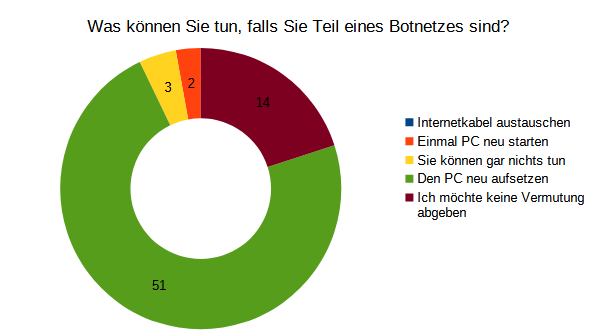 Was können Sie tun, falls Sie Teil eines Botnetzes sind?
3
2
14
51
Internetkabel austauschen
Einmal PC neu starten
Sie können gar nichts tun
Den PC neu aufsetzen
Ich möchte keine Vermutung
abgeben